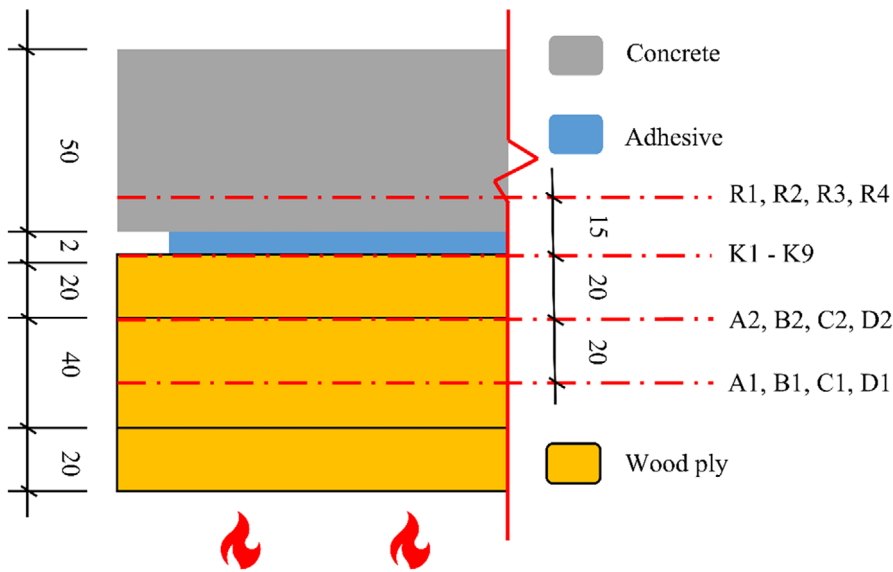 Concrete
Adhesive
50
2
20
40
20
R1, R2, R3, R4
15
K1 - K9
20
A2, B2, C2, D2
20
A1, B1, C1, D1
Wood ply